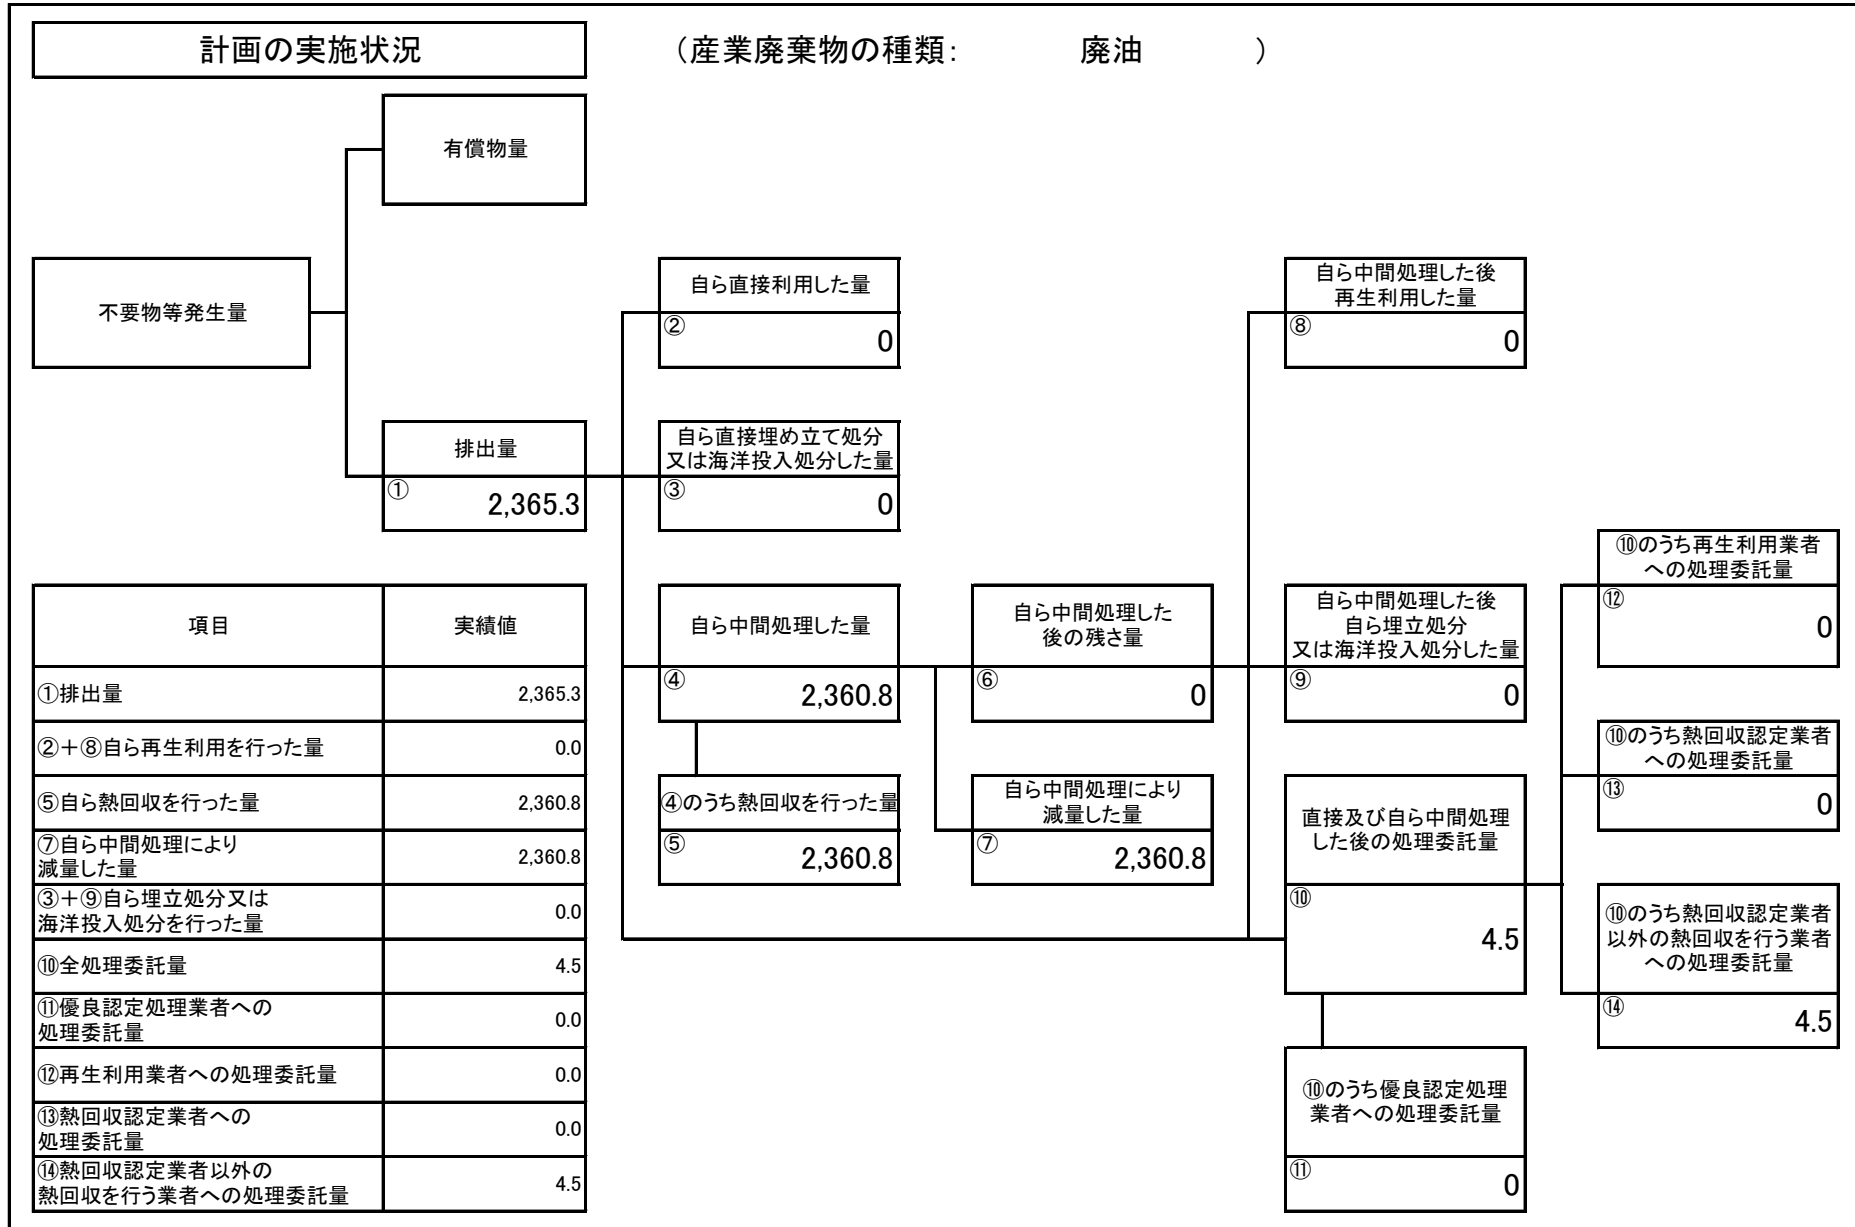 計画の実施状況
（産業廃棄物の種類： 廃油 ）
有償物量
不要物等発生量
自ら直接利用した量
②
0
自ら中間処理した後
再生利用した量
⑧
0
排出量
①
2,365.3
自ら直接埋め立て処分
又は海洋投入処分した量
③
0
自ら中間処理した量
④
2,360.8
自ら中間処理した
後の残さ量
⑥
0
自ら中間処理した後
自ら埋立処分
又は海洋投入処分した量
⑨
0
⑩のうち再生利用業者
への処理委託量
⑫
0
④のうち熱回収を行った量
⑤
2,360.8
自ら中間処理により
減量した量
⑦
2,360.8
直接及び自ら中間処理
した後の処理委託量
⑩
4.5
⑩のうち熱回収認定業者
への処理委託量
⑬
0
⑩のうち熱回収認定業者
以外の熱回収を行う業者
への処理委託量
⑭
4.5
⑩のうち優良認定処理
業者への処理委託量
⑪
0
項目 実績値
①排出量 2,365.3
②＋⑧自ら再生利用を行った量 0.0
⑤自ら熱回収を行った量 2,360.8
⑦自ら中間処理により
減量した量 2,360.8
③＋⑨自ら埋立処分又は
海洋投入処分を行った量 0.0
⑩全処理委託量 4.5
⑪優良認定処理業者への
処理委託量 0.0
⑫再生利用業者への処理委託量 0.0
⑬熱回収認定業者への
処理委託量 0.0
⑭熱回収認定業者以外の
熱回収を行う業者への処理委託量 4.5